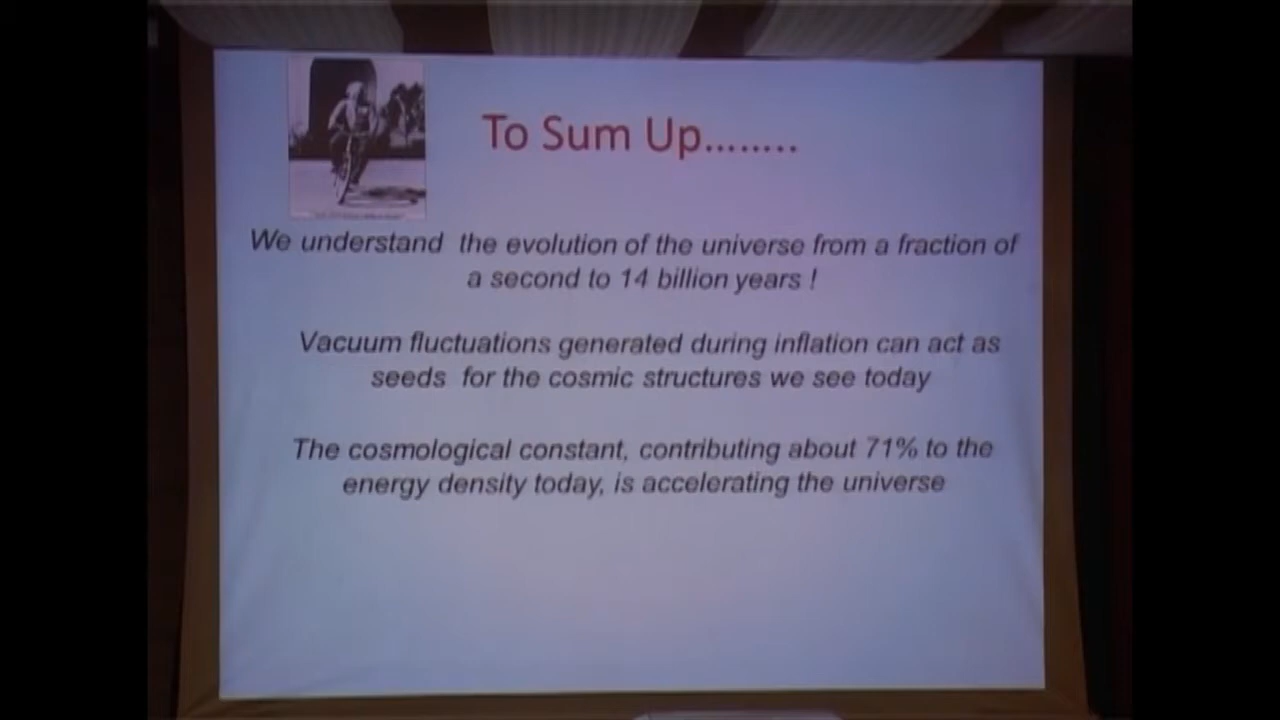 To Sum Up........
We understand the evolution of the universe from a fraction of
a second to 14 billion years !
Vacuum fluctuations generated during inflation can act as
seeds for the cosmic structures we see today
The cosmological constant, contributing about 71% to the
energy density today, is accelerating the universe